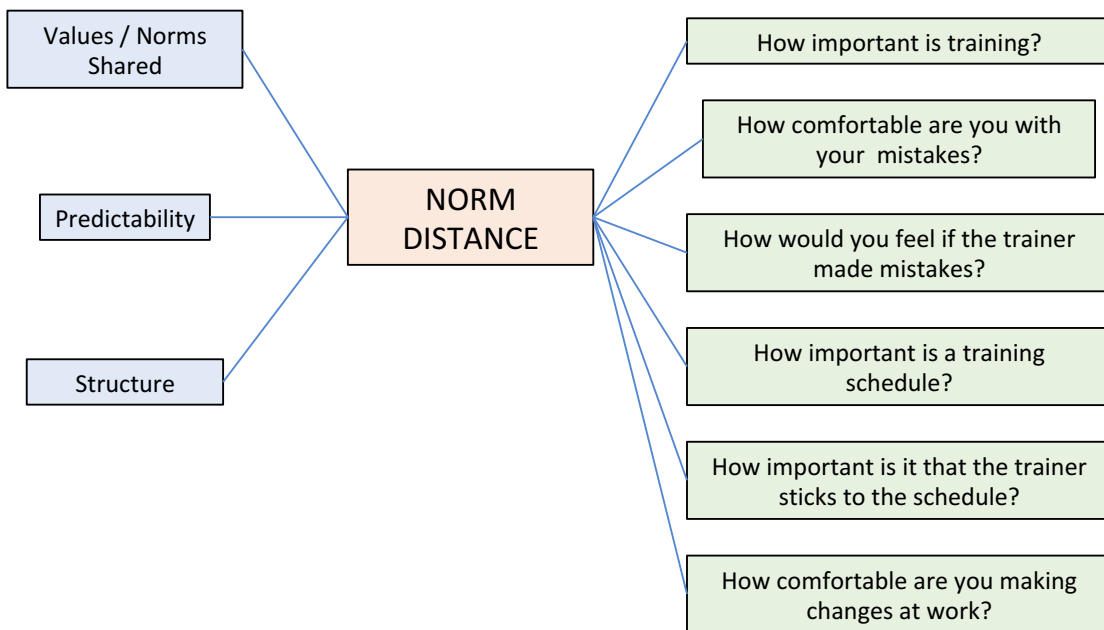 Values / Norms
Shared
Predictability
Structure
NORM
DISTANCE
How important is training?
How comfortable are you with
your mistakes?
How would you feel if the trainer
made mistakes?
How important is a training
schedule?
How important is it that the trainer
sticks to the schedule?
How comfortable are you making
changes at work?